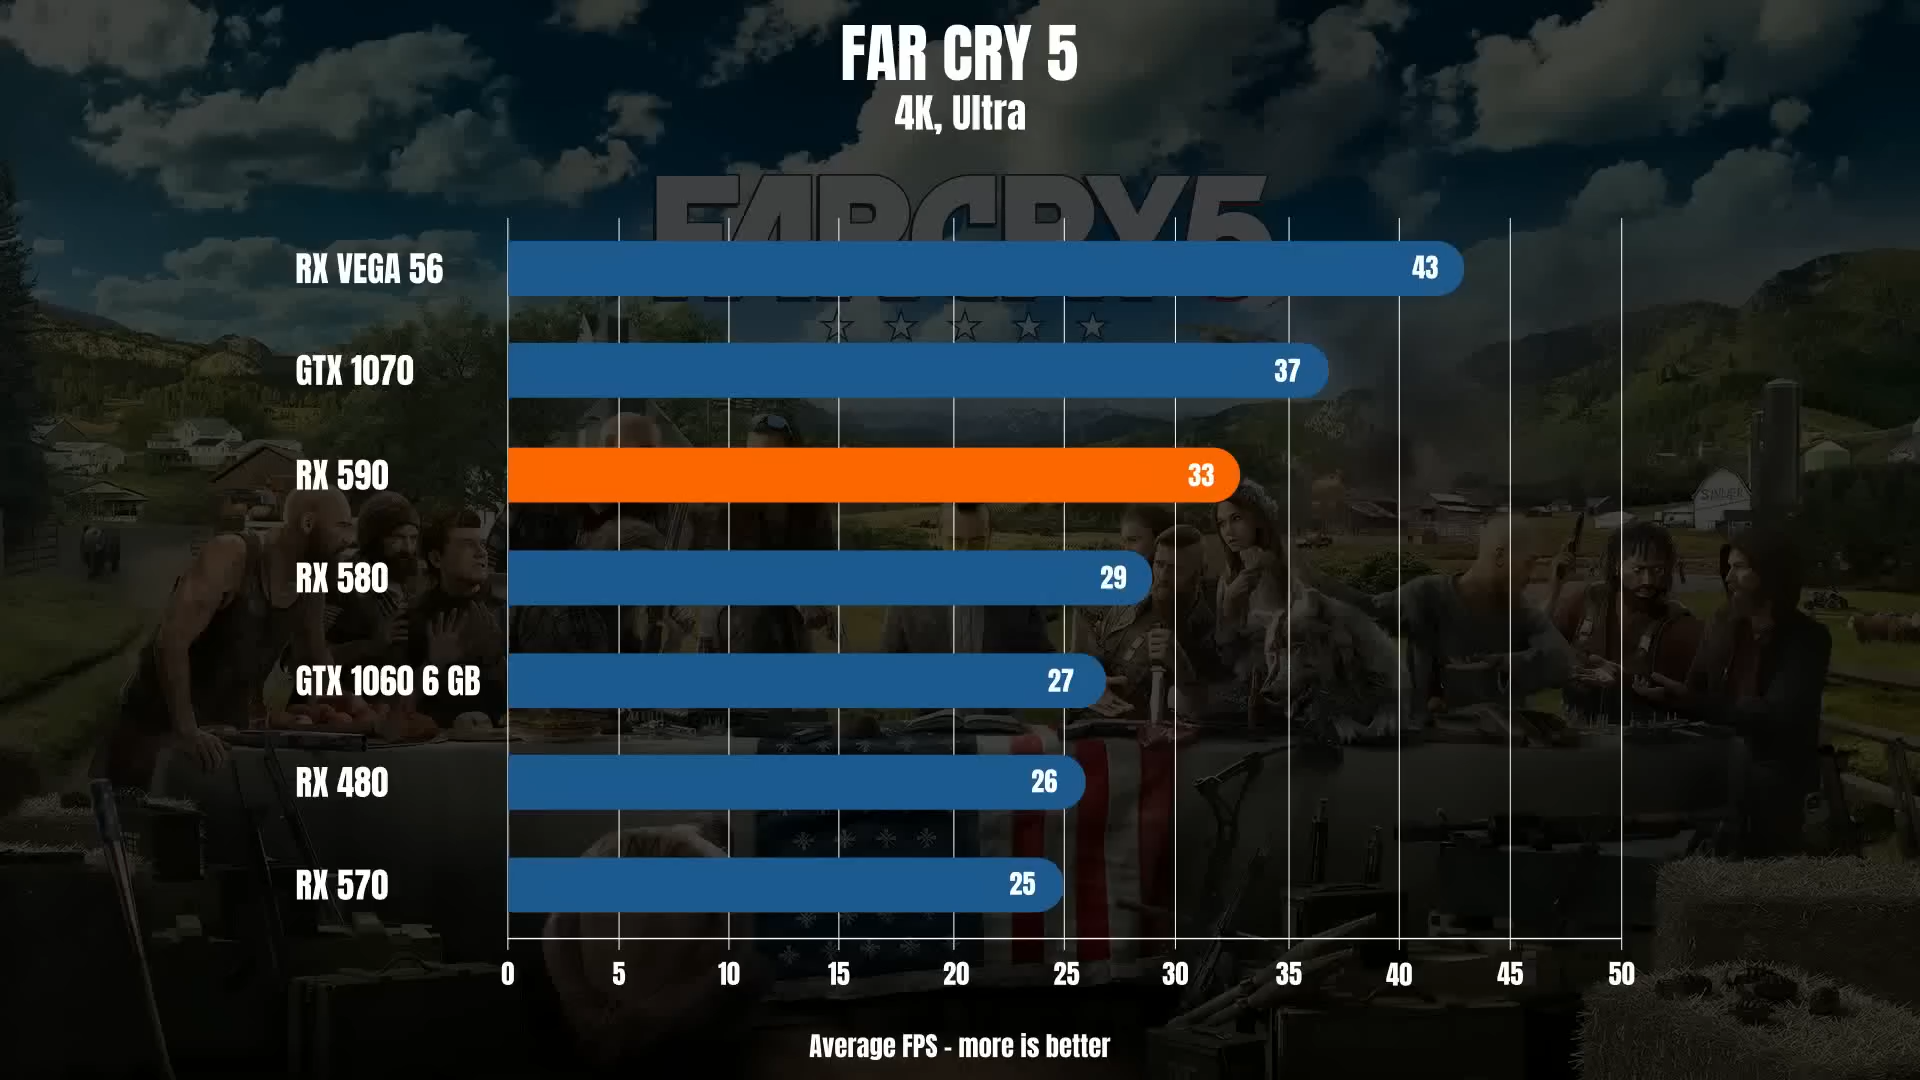 FAR CRY 5
4K, Ultra
FARCRY5
RX VEGA 56
43
GTX 1070
37
RX 590
33
RX 580
29
GTX 1060 6 GB
27
RX 480
26
RX 570
25
0 5 10 15 20 25 30 35 40 45 50
Average FPS - more is better